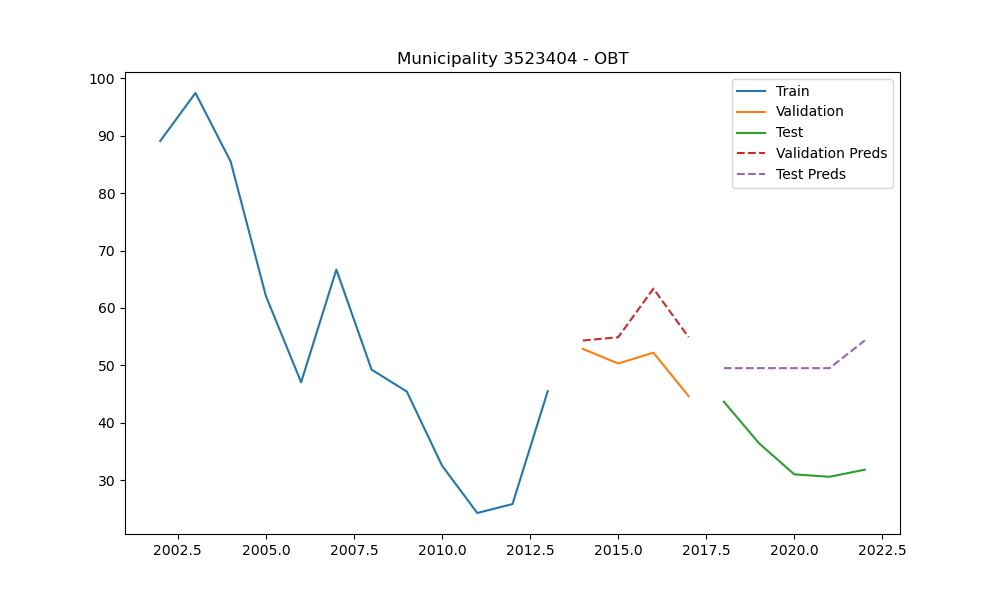 Municipality 3523404 - OBT
100
90
80
70
60
50
40
30
2002.5 2005.0 2007.5 2010.0 2012.5 2015.0 2017.5 2020.0 2022.5
Train
Validation
Test
Validation Preds
Test Preds